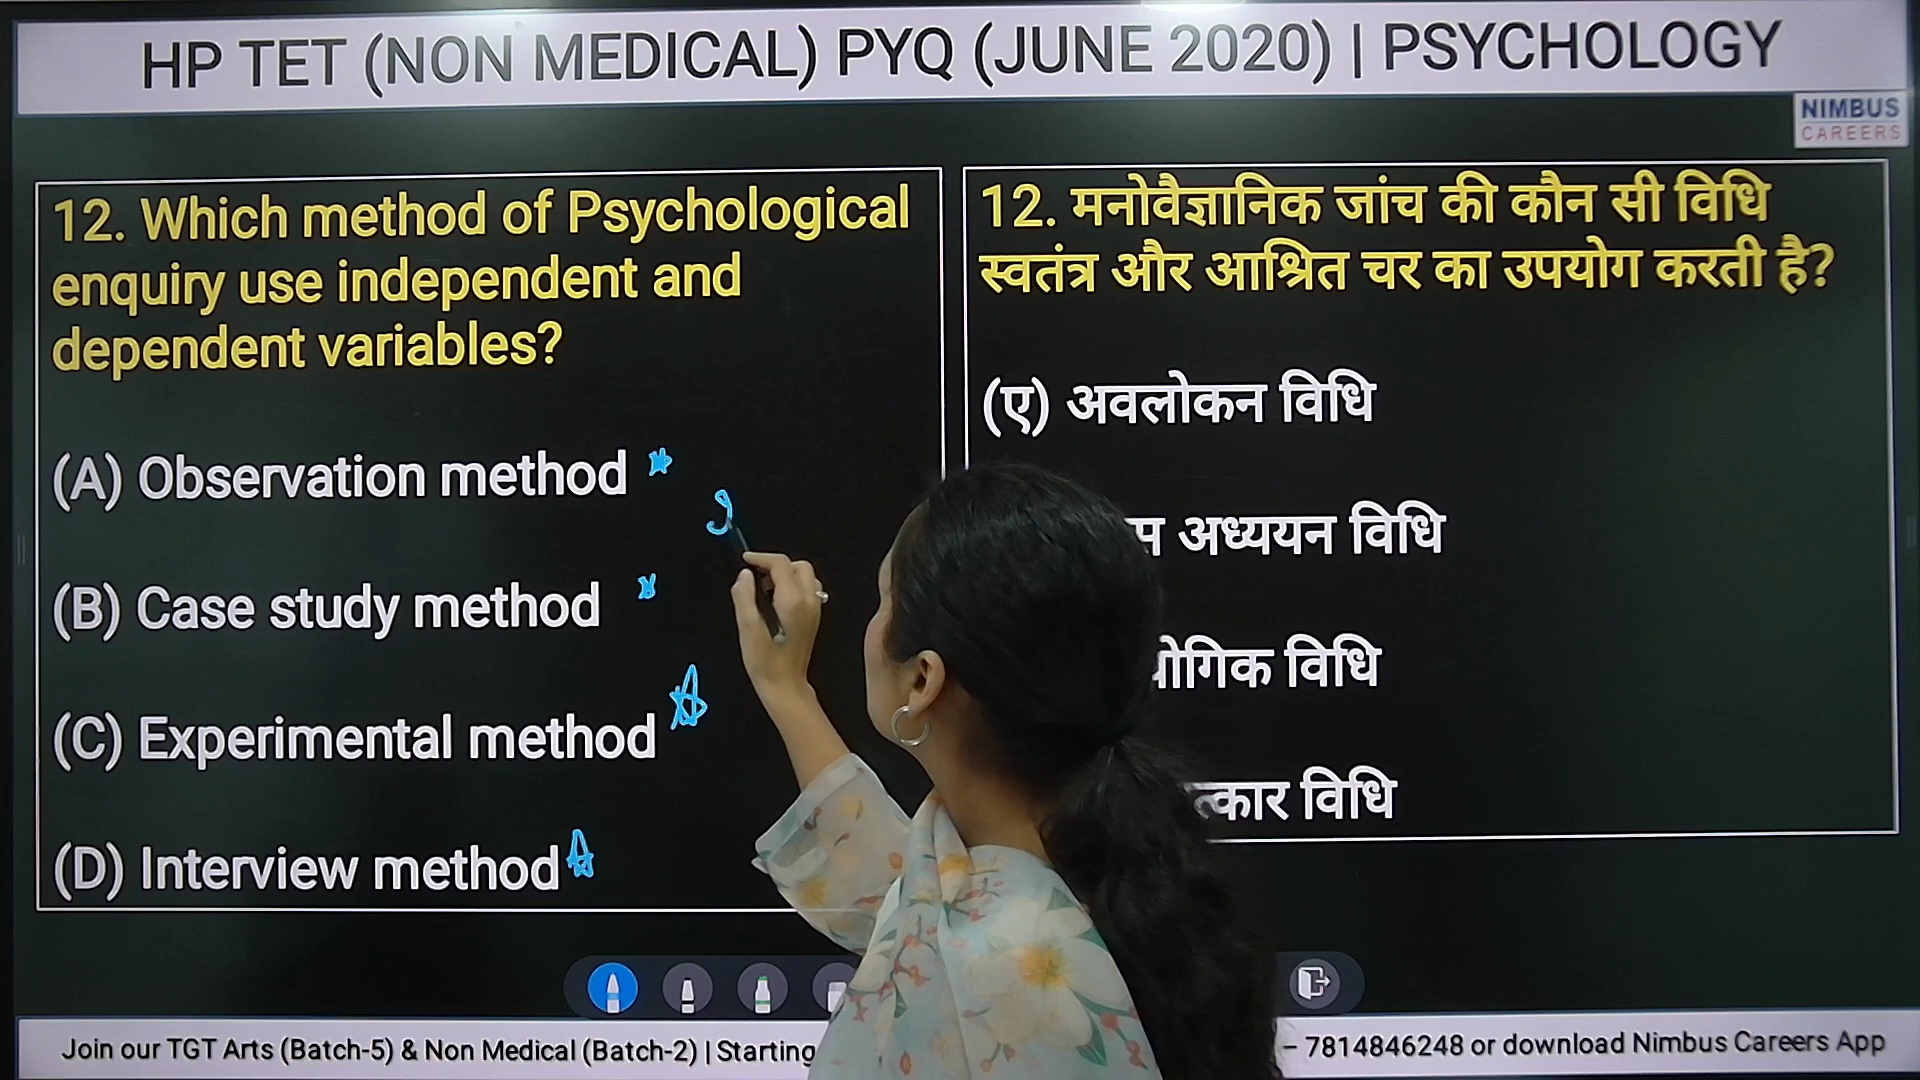 HP TET (NON MEDICAL) PYQ (JUNE 2020) | PSYCHOLOGY
NIMBUS
CAREERS
12. Which method of Psychological
enquiry use independent and
dependent variables?
(A) Observation method
(B) Case study method
(C) Experimental method
(D) Interview method
12. मनोवैज्ञानिक जांच की कौन सी विधि
स्वतंत्र और आश्रित चर का उपयोग करती है?
(ए) अवलोकन विधि
अध्ययन विधि
विधि
विधि
Join our TGT Arts (Batch-5) & Non Medical (Batch-2) | Starting
– 7814846248 or download Nimbus Careers App